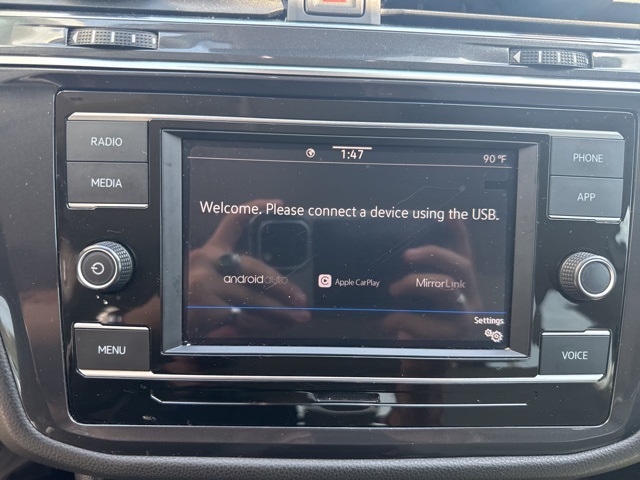 RADIO
MEDIA
MENU
1:47
90 °F
Welcome. Please connect a device using the USB.
androidauto
Apple CarPlay
MirrorLink
Settings
PHONE
APP
VOICE